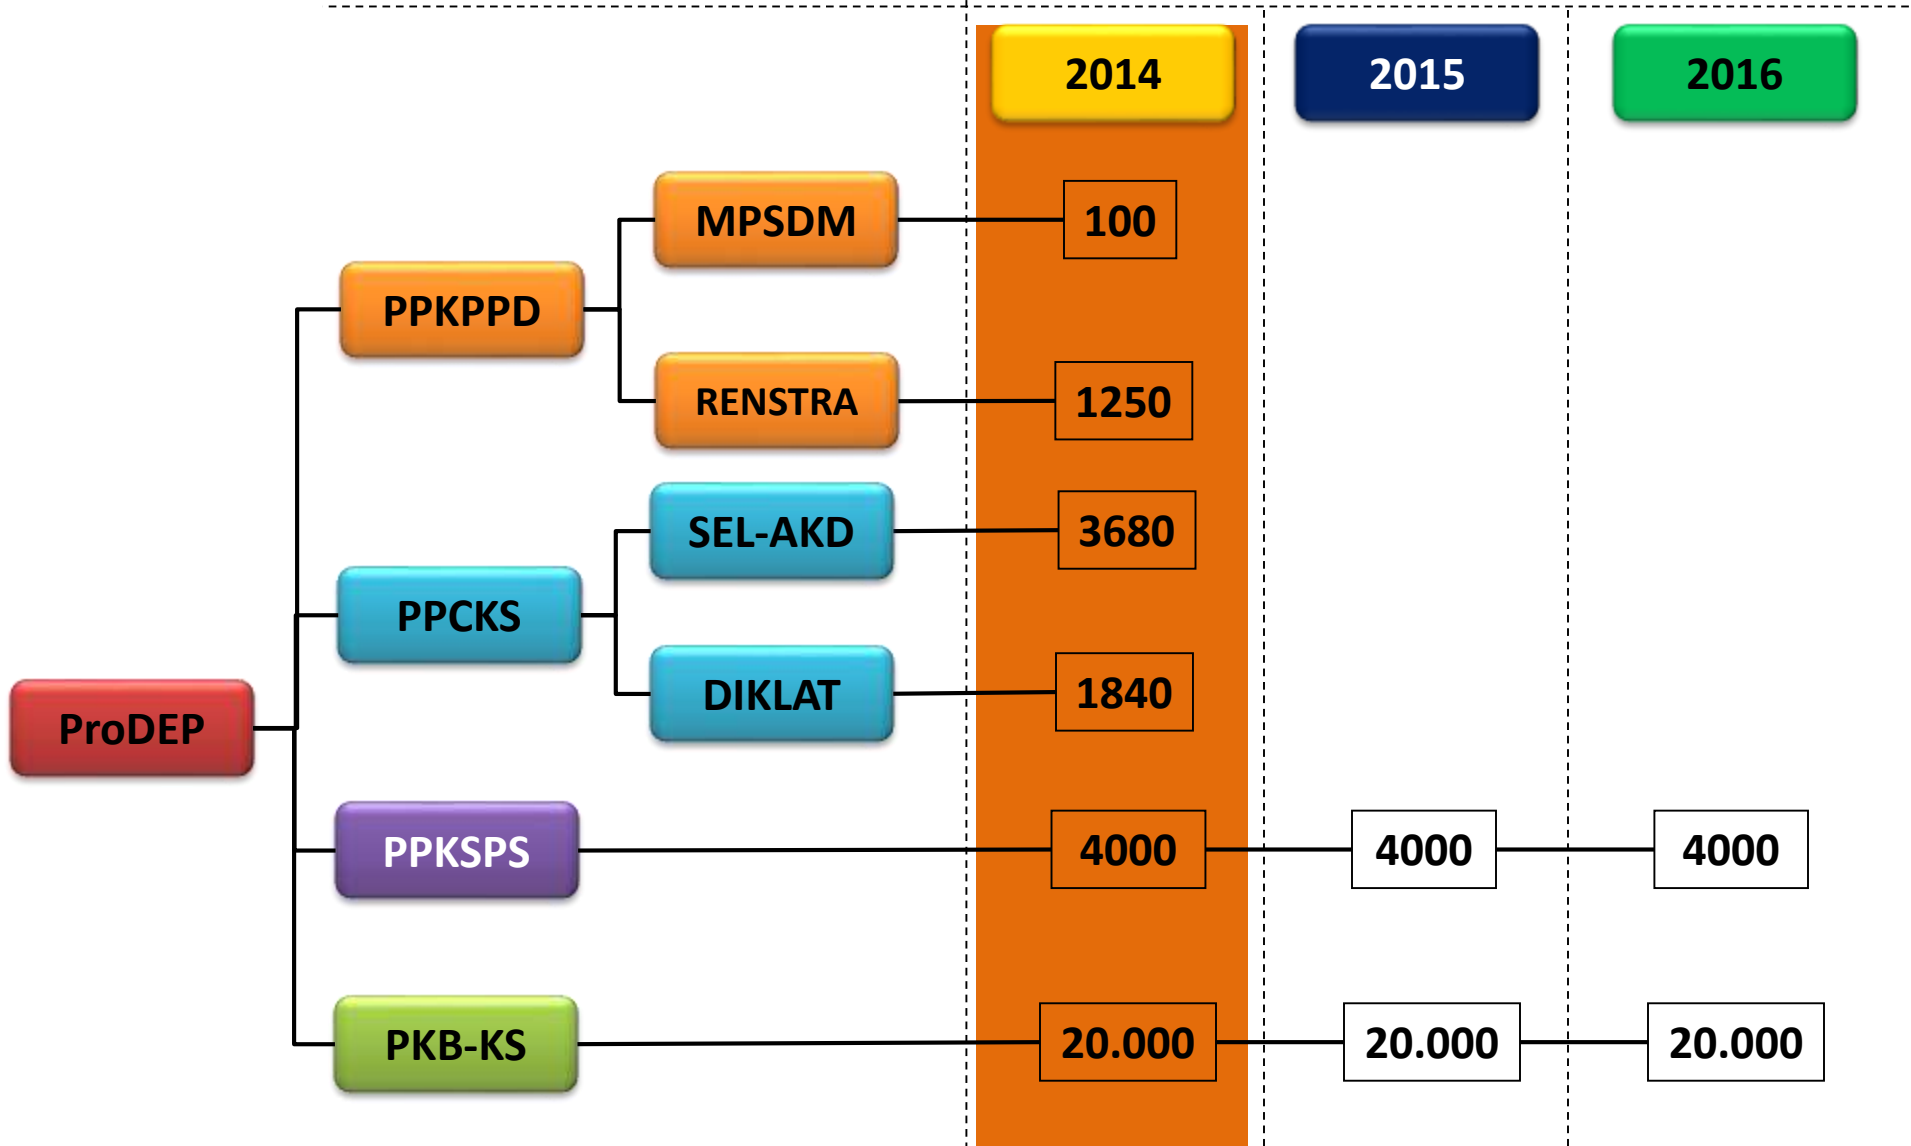 2014
2015
2016
MPSDM
100
PPKPPD
RENSTRA
1250
SEL-AKD
3680
PPCKS
DIKLAT
1840
ProDEP
PPKSPS
4000
4000
4000
PKB-KS
20.000
20.000
20.000